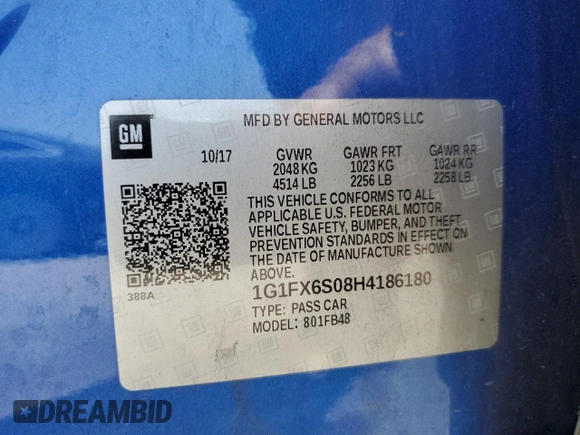 GM
MFD BY GENERAL MOTORS LLC
10/17 GVWR GAWR FRT GAWR RR
2048 KG 1023 KG 1024 KG
4514 LB 2256 LB 2258 LB
THIS VEHICLE CONFORMS TO ALL
APPLICABLE U.S. FEDERAL MOTOR
VEHICLE SAFETY, BUMPER, AND THEFT
PREVENTION STANDARDS IN EFFECT ON
THE DATE OF MANUFACTURE SHOWN
ABOVE.
388A
1G1FX6S08H4186180
TYPE: PASS CAR
MODEL: 801FB48
DREAMBID